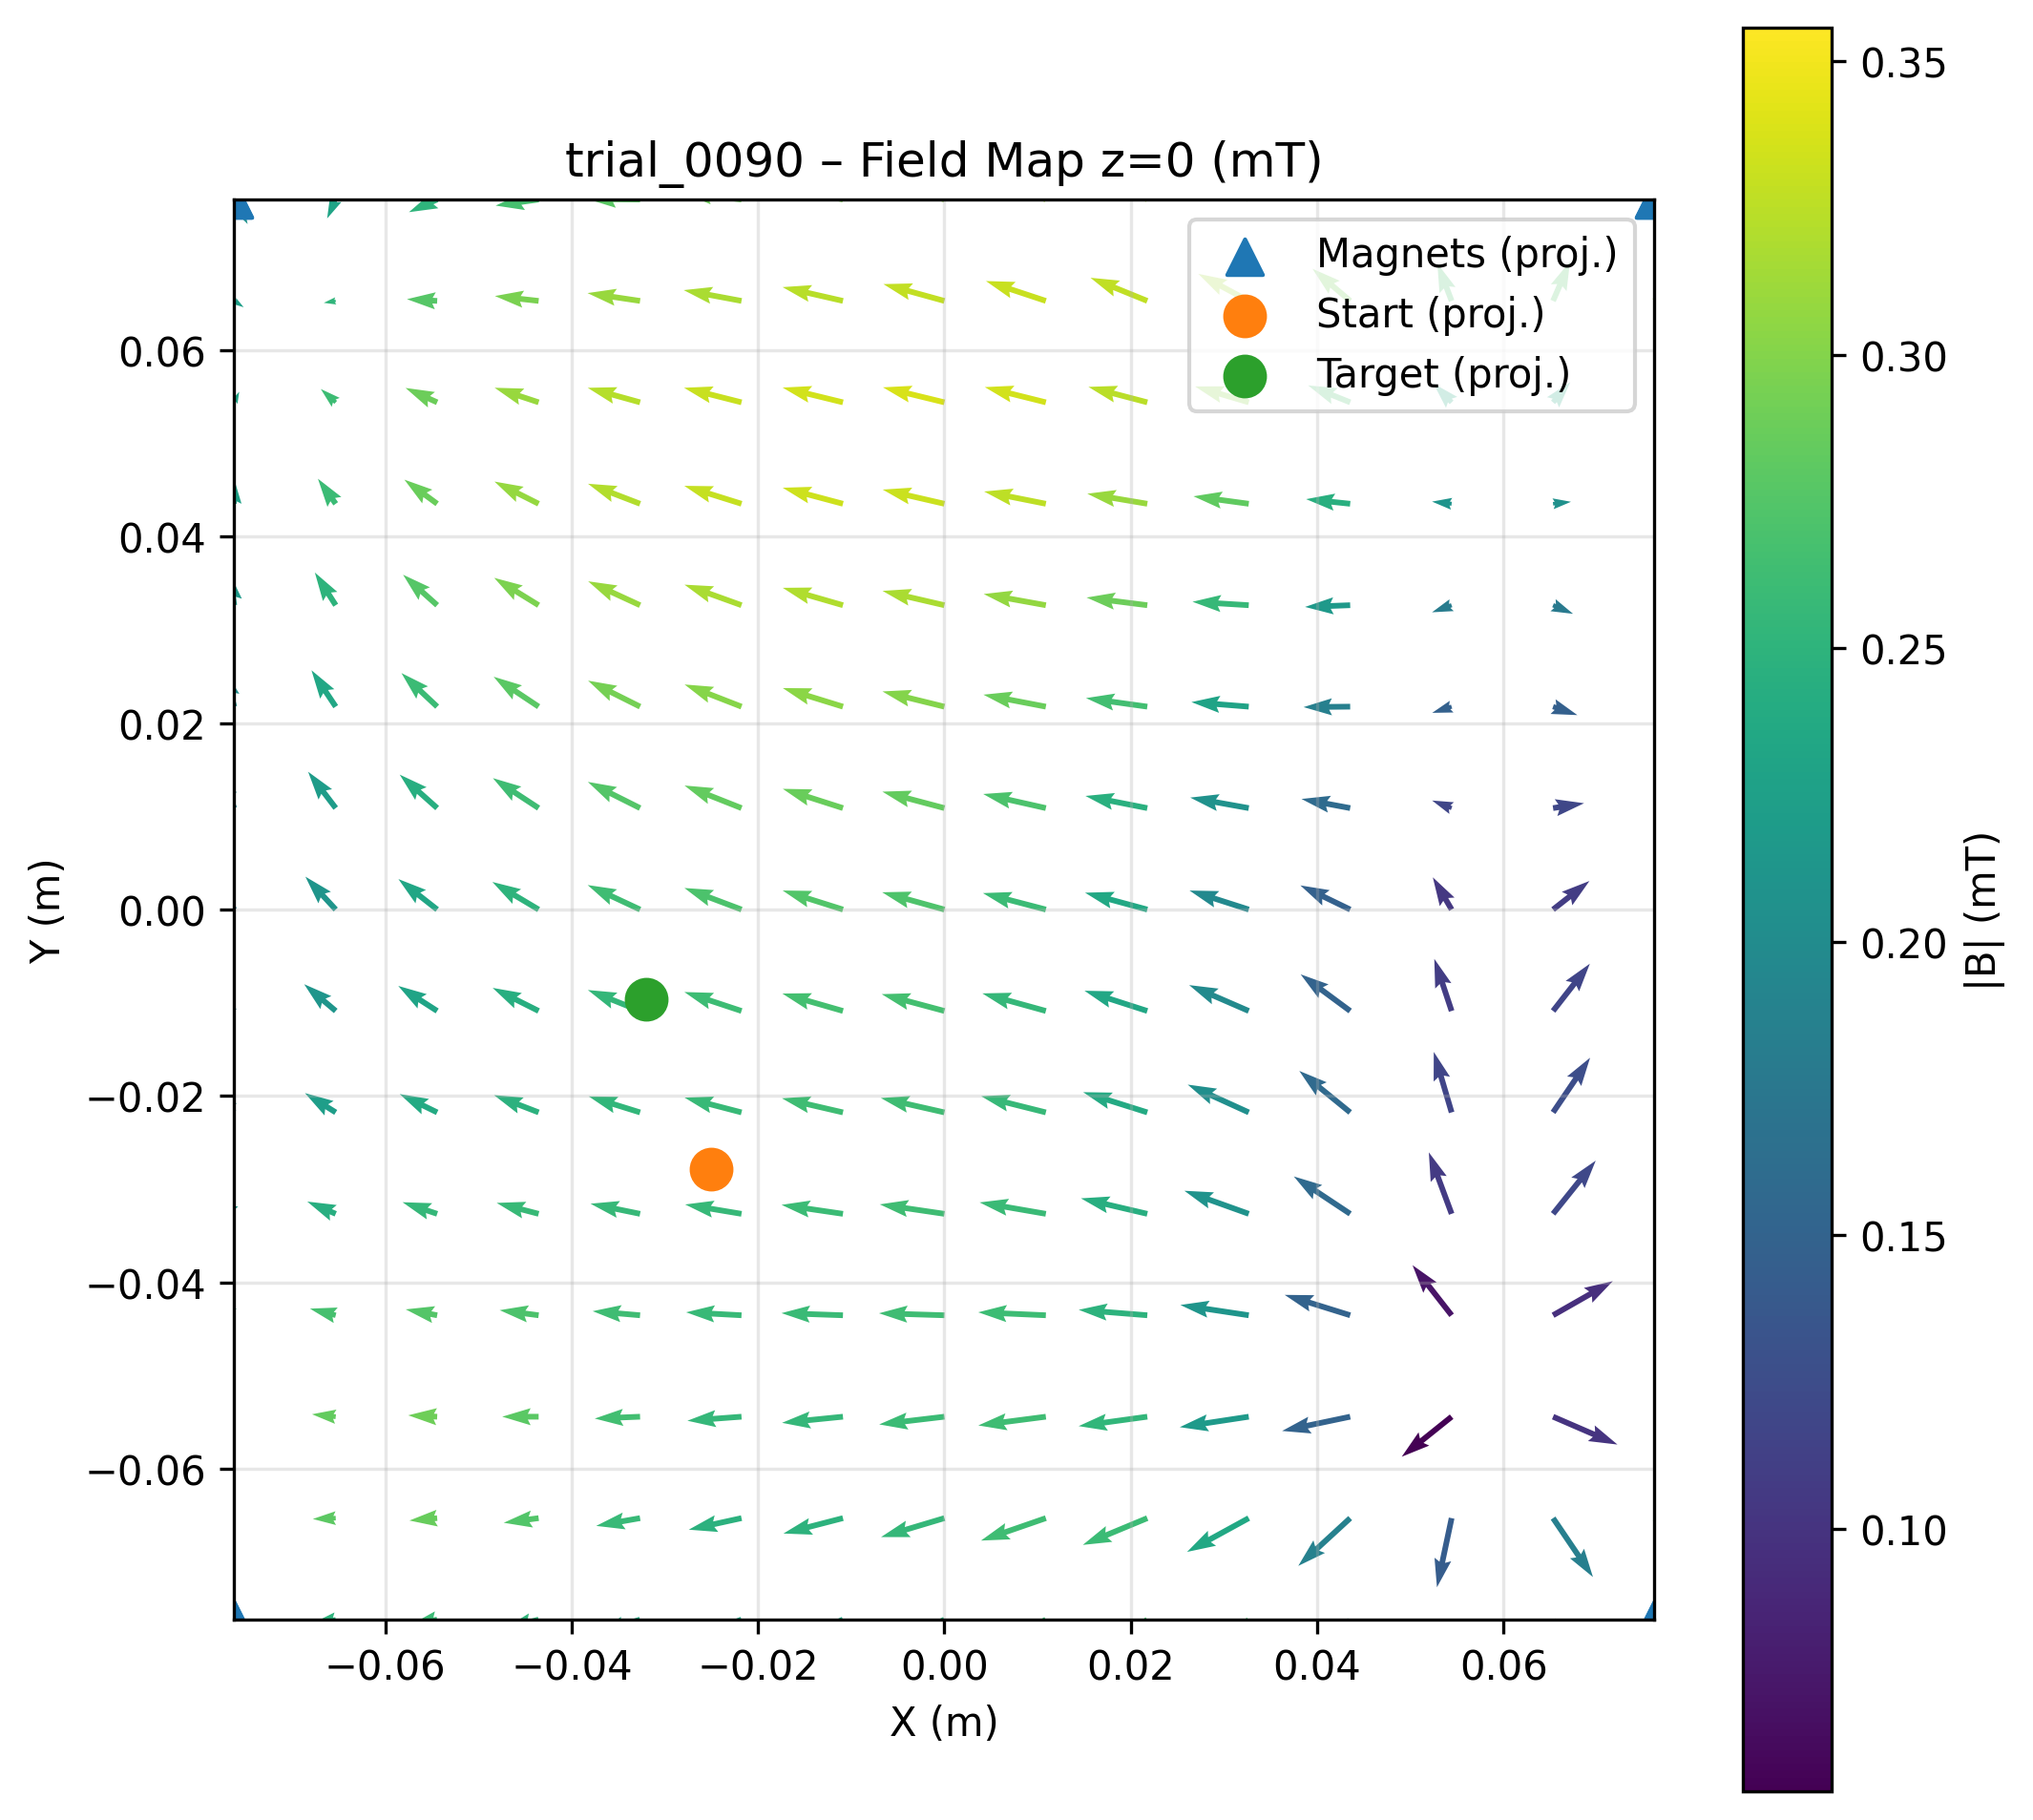 trial_0090 – Field Map z=0 (mT)
Magnets (proj.)
Start (proj.)
Target (proj.)
0.06
0.04
0.02
0.00
−0.02
−0.04
−0.06
Y (m)
−0.06
−0.04
−0.02
0.00
0.02
0.04
0.06
X (m)
0.35
0.30
0.25
0.20
0.15
0.10
|B| (mT)